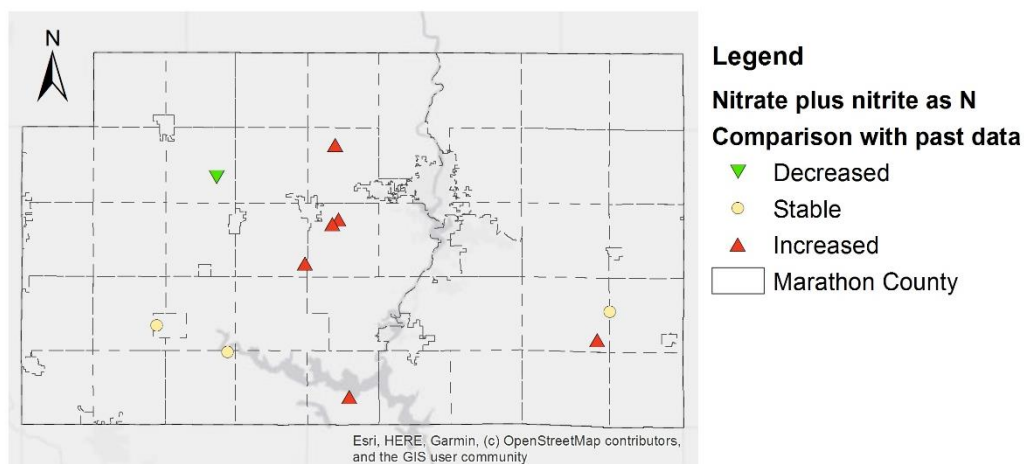 N
Legend
Nitrate plus nitrite as N
Comparison with past data
Decreased
Stable
Increased
Marathon County
Esri, HERE, Garmin, (c) OpenStreetMap contributors,
and the GIS user community